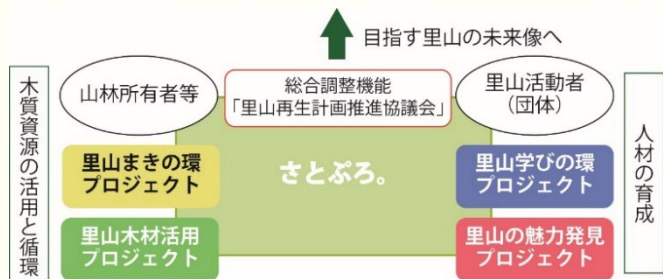 目指す里山の未来像へ
木質資源の活用と循環
山林所有者等
総合調整機能
「里山再生計画推進協議会」
里山活動者
（団体）
人材の育成
里山まきの環
プロジェクト
さとぷろ。
里山学びの環
プロジェクト
里山木材活用
プロジェクト
里山の魅力発見
プロジェクト